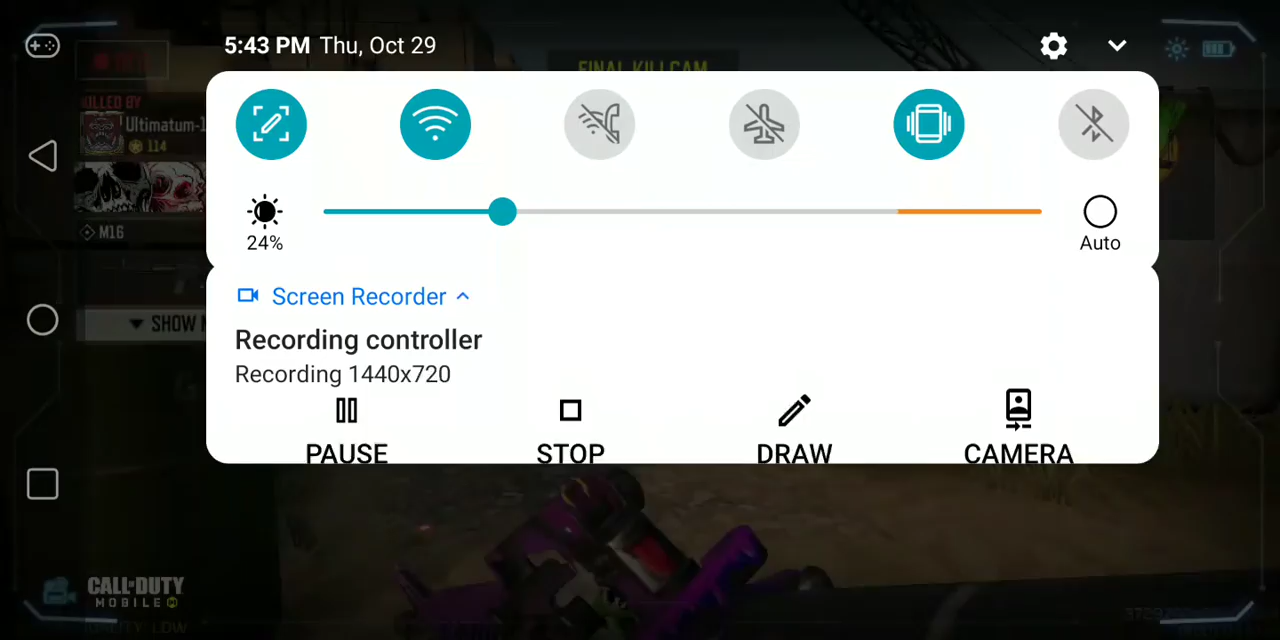 5:43 PM Thu, Oct 29
FINAL KILLCAM
KILLED BY
Ultimatum-1
114
M16
24%
Auto
Screen Recorder
SHOW
Recording controller
Recording 1440x720
PAUSE
STOP
DRAW
CAMERA
CALL OF DUTY
MOBILE